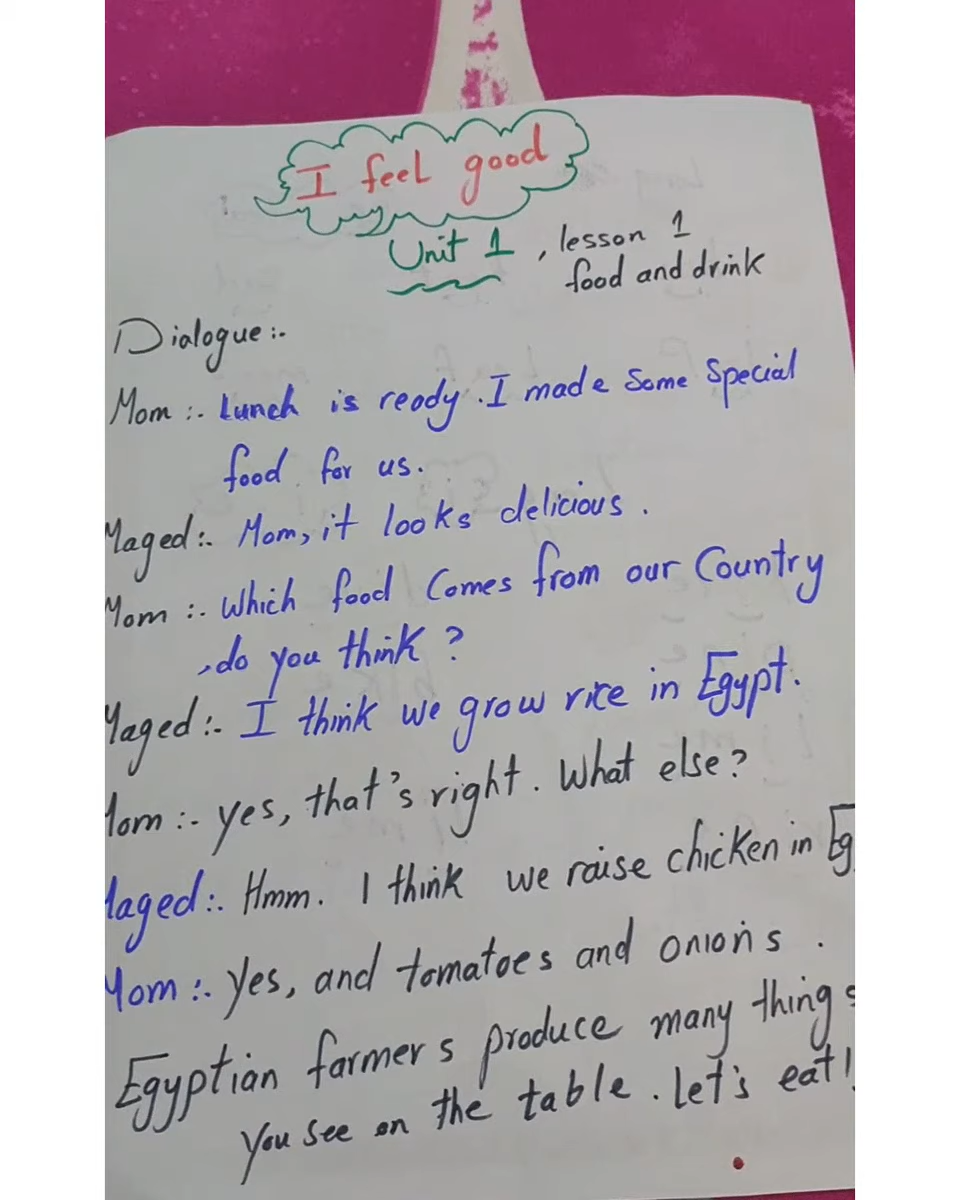 I feel good
Unit 1, lesson 1
food and drink
Dialogue:-
Mom :- Lunch is ready. I made Some Special
food for us.
Maged :- Mom, it looks delicious.
Mom :- Which food Comes from our Country
,do you think?
Maged :- I think we grow rice in Egypt.
Mom :- yes, that's right. What else?
Maged :- Hmm. I think we raise chicken in Eg
Mom :- Yes, and tomatoes and onions.
Egyptian farmers produce many things
you see on the table. Let's eat!